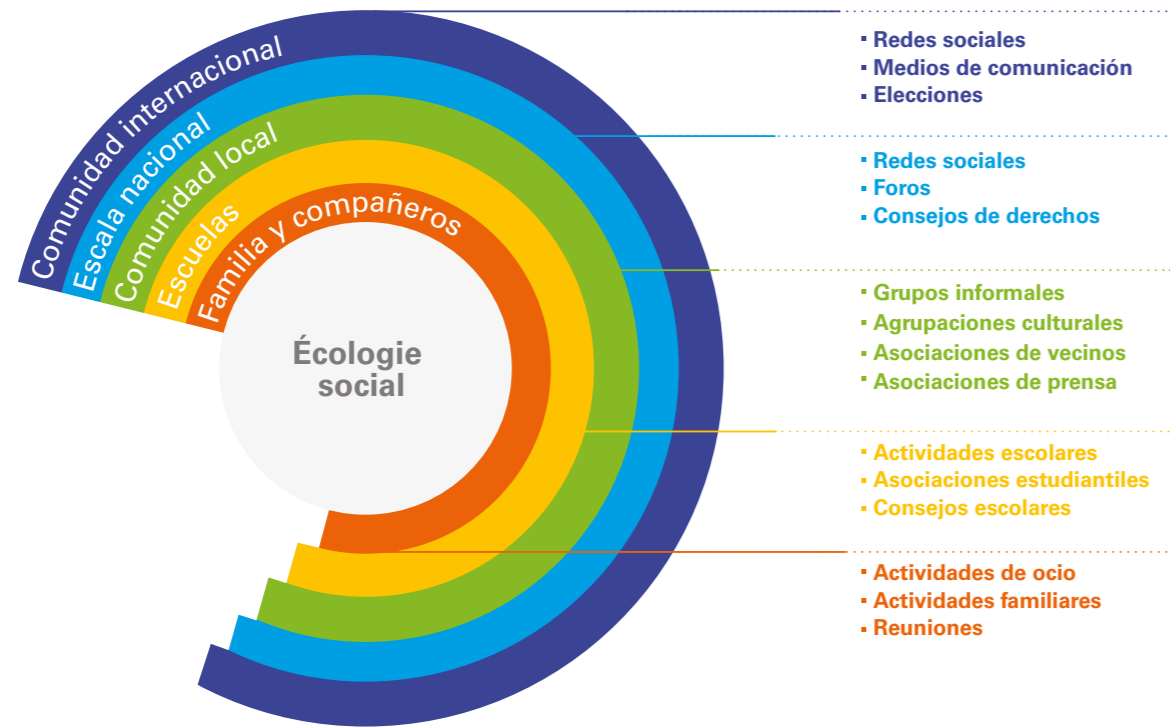 Comunidad internacional
Escala nacional
Comunidad local
Escuelas
Familia y compañeros
Écologie
social
▪ Redes sociales
▪ Medios de comunicación
▪ Elecciones
▪ Redes sociales
▪ Foros
▪ Consejos de derechos
▪ Grupos informales
▪ Agrupaciones culturales
▪ Asociaciones de vecinos
▪ Asociaciones de prensa
▪ Actividades escolares
▪ Asociaciones estudiantiles
▪ Consejos escolares
▪ Actividades de ocio
▪ Actividades familiares
▪ Reuniones